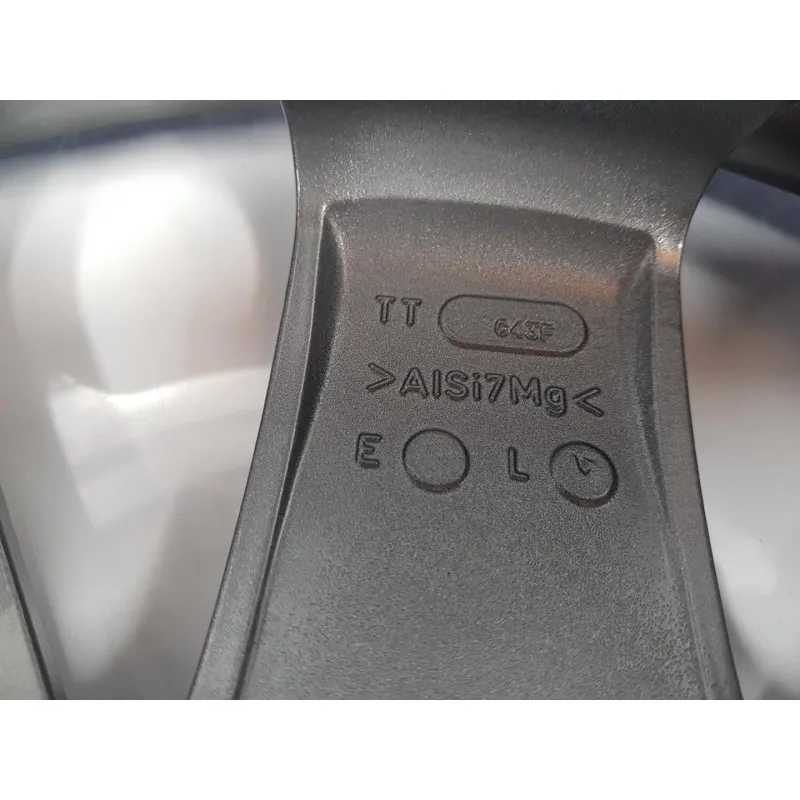 TT 643F
>AlSi7Mg<
E L